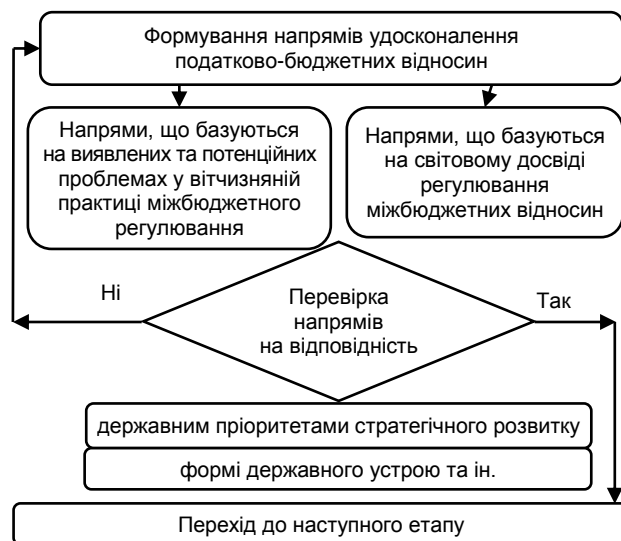 Формування напрямів удосконалення
податково-бюджетних відносин
Напрями, що базуються
на виявлених та потенційних
проблемах у вітчизняній
практиці міжбюджетного
регулювання
Напрями, що базуються
на світовому досвіді
регулювання
міжбюджетних відносин
Ні
Перевірка
напрямів
на відповідність
Так
державним пріоритетами стратегічного розвитку
формі державного устрою та ін.
Перехід до наступного етапу